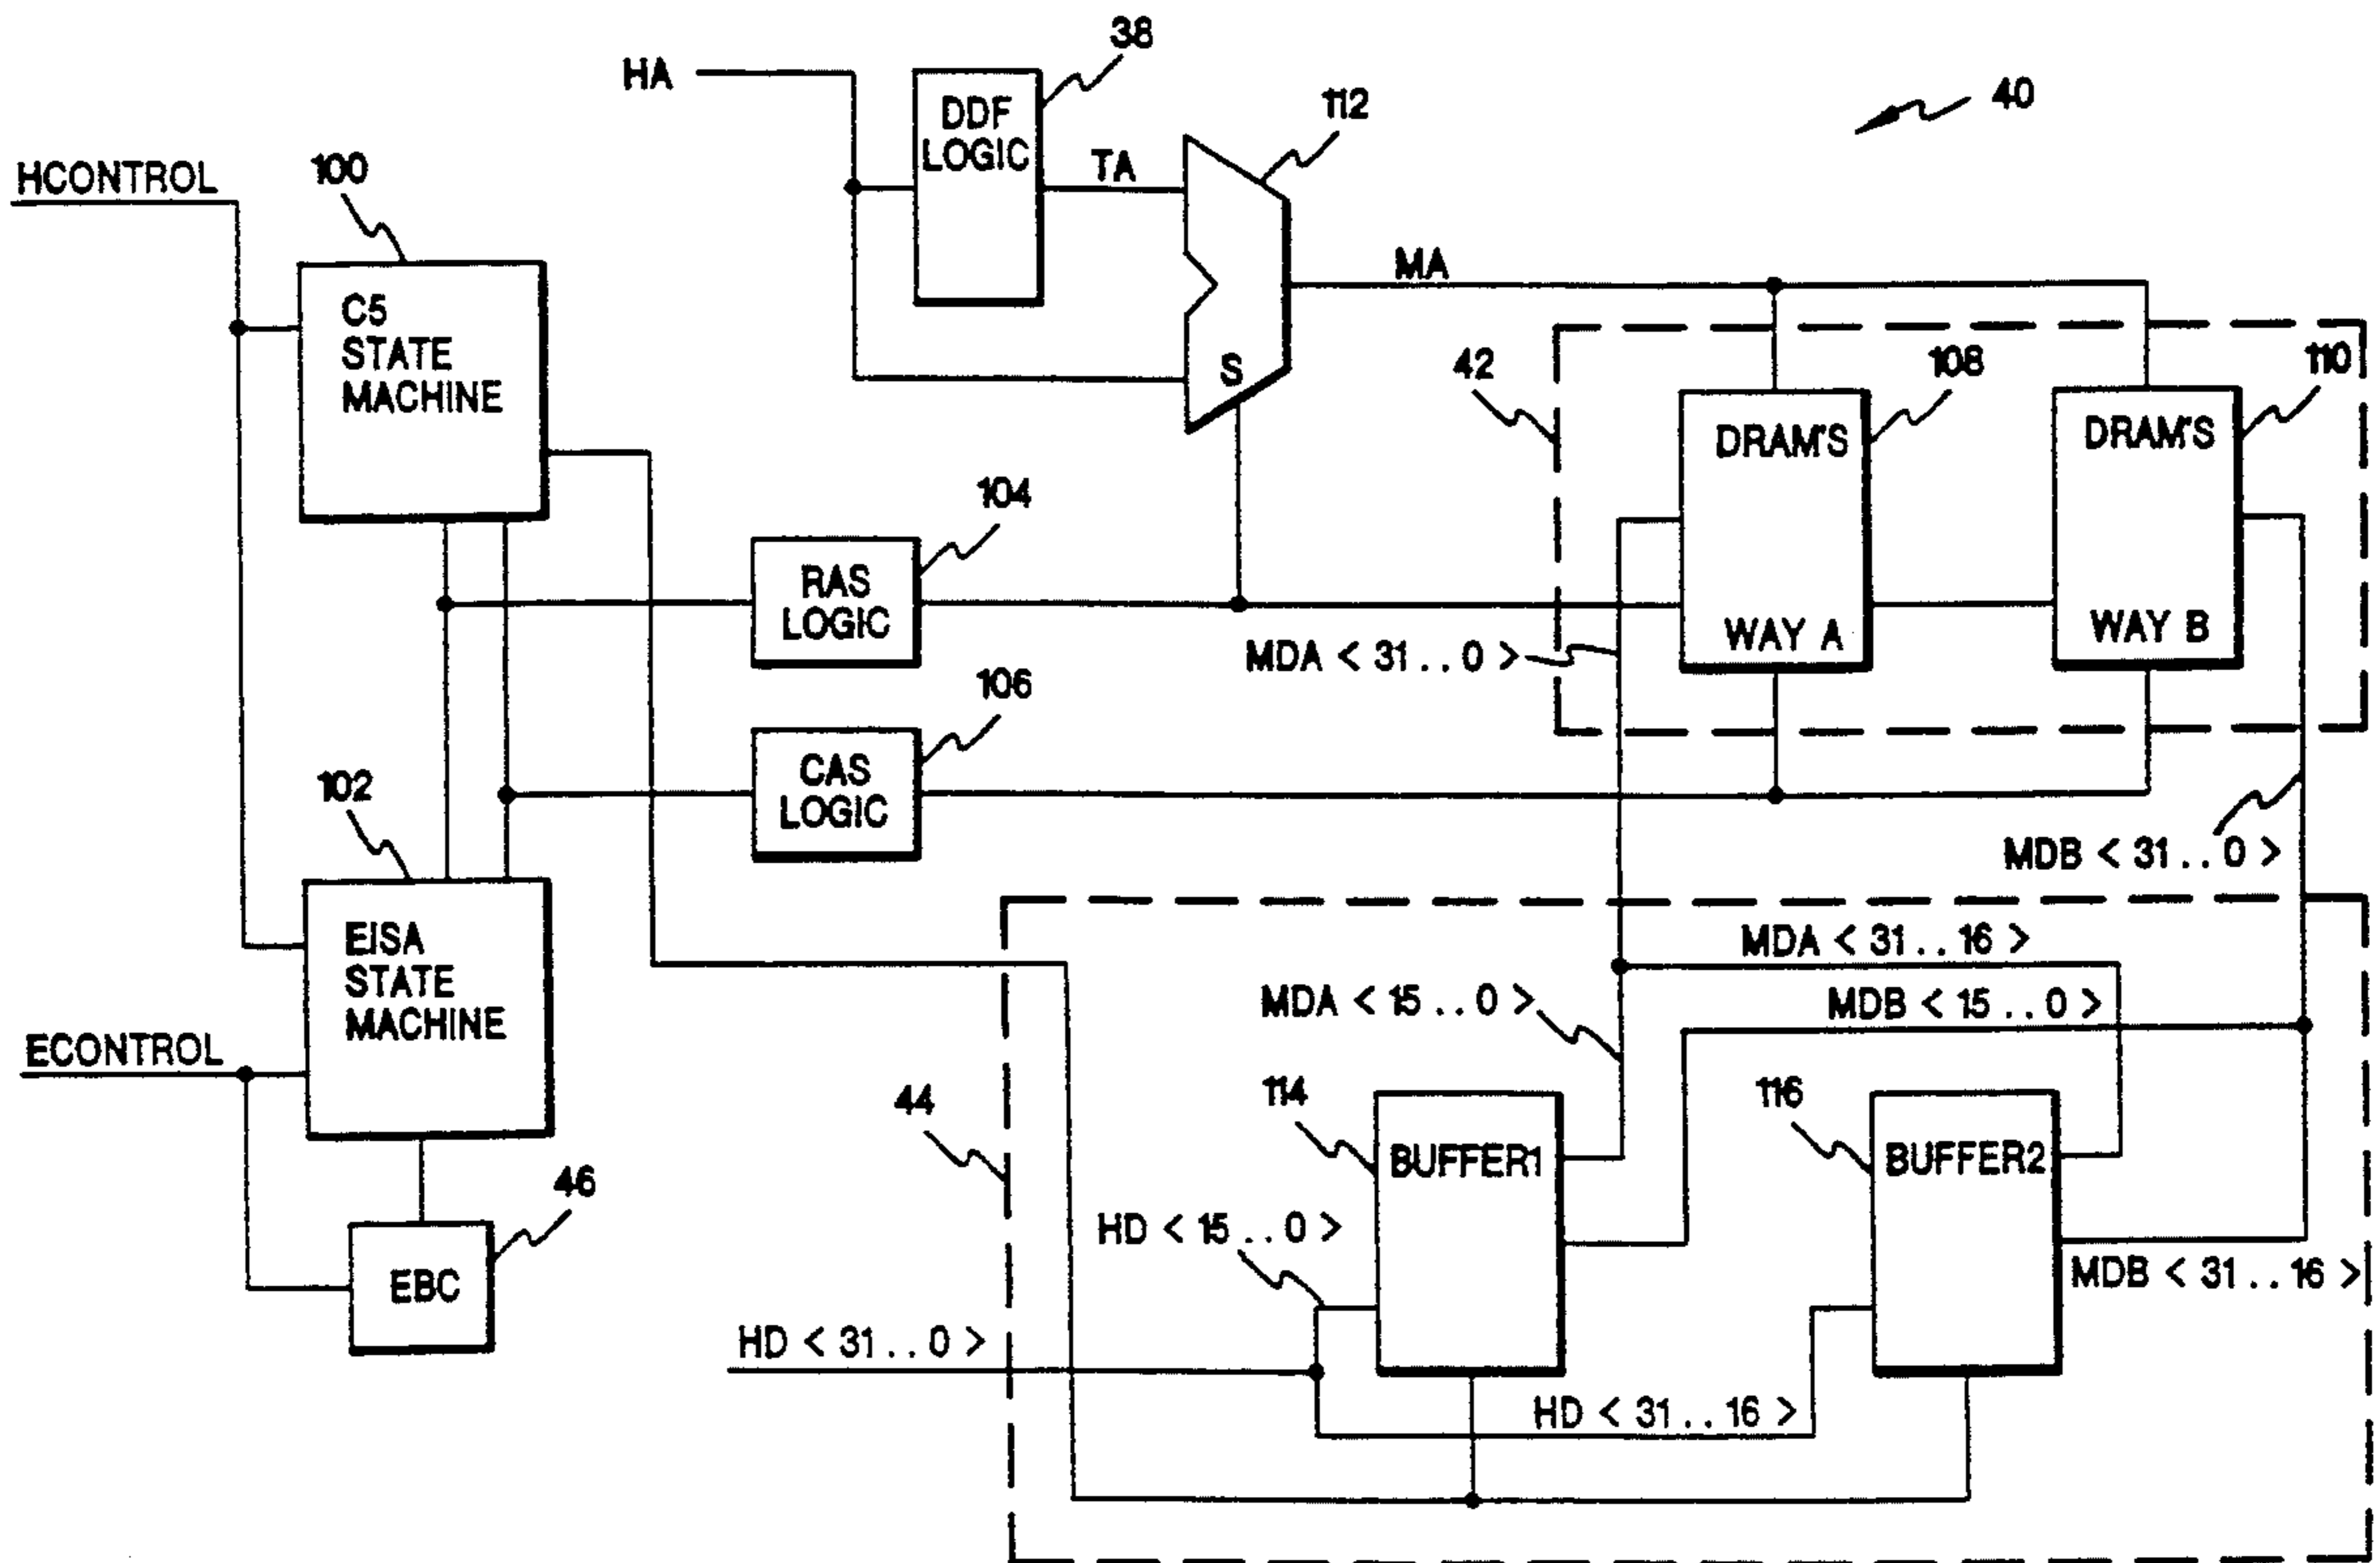 38
HA
DDF
LOGIC
112
40
HCONTROL
100
TA
C5
STATE
MACHINE
MA
S
42
108
110
DRAM'S
WAY A
DRAM'S
WAY B
104
RAS
LOGIC
MDA < 31 . . 0 >
106
CAS
LOGIC
102
MDB < 31 . . 0 >
EISA
STATE
MACHINE
MDA < 31 . . 16 >
MDA < 15 . . 0 >
MDB < 15 . . 0 >
ECONTROL
44
114
BUFFER1
116
BUFFER2
46
EBC
HD < 15 . . 0 >
MDB < 31 . . 16 >
HD < 31 . . 0 >
HD < 31 . . 16 >